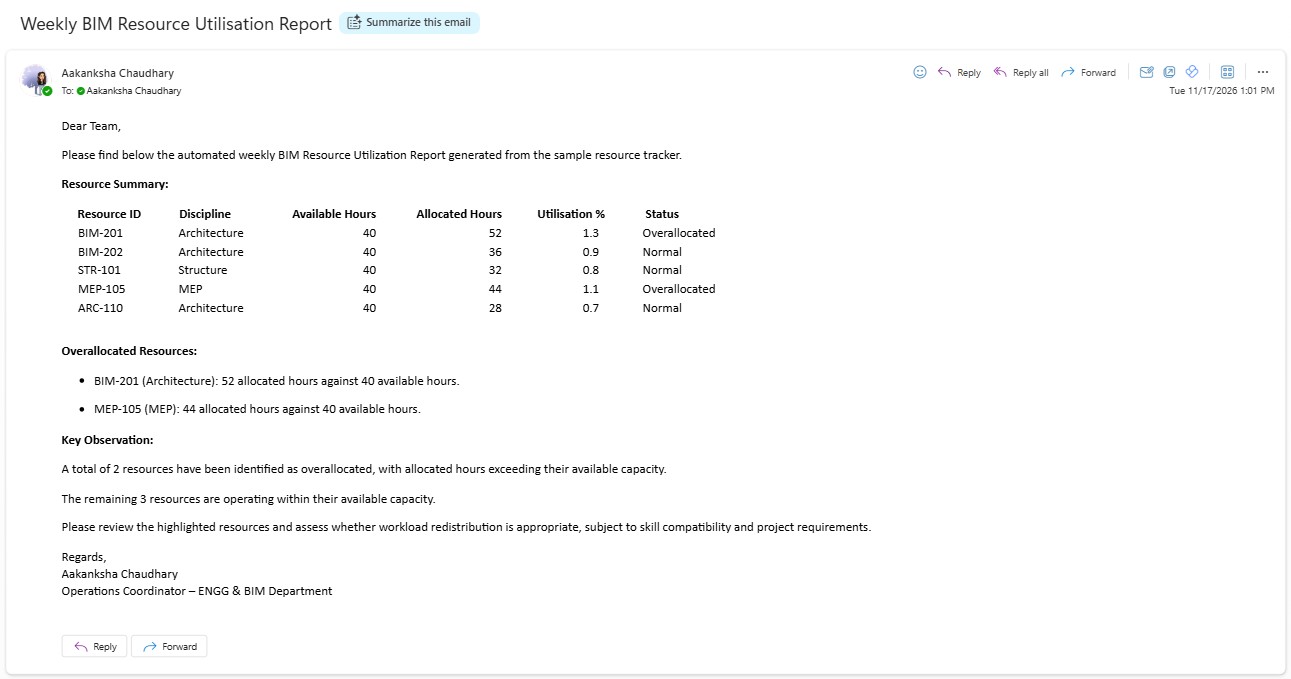 Weekly BIM Resource Utilisation Report Summarize this email
Aakanksha Chaudhary
Reply Reply all Forward
To: Aakanksha Chaudhary
Tue 11/17/2026 1:01 PM
Dear Team,
Please find below the automated weekly BIM Resource Utilization Report generated from the sample resource tracker.
Resource Summary:
Resource ID Discipline Available Hours Allocated Hours Utilisation % Status
BIM-201 Architecture 40 52 1.3 Overallocated
BIM-202 Architecture 40 36 0.9 Normal
STR-101 Structure 40 32 0.8 Normal
MEP-105 MEP 40 44 1.1 Overallocated
ARC-110 Architecture 40 28 0.7 Normal
Overallocated Resources:
• BIM-201 (Architecture): 52 allocated hours against 40 available hours.
• MEP-105 (MEP): 44 allocated hours against 40 available hours.
Key Observation:
A total of 2 resources have been identified as overallocated, with allocated hours exceeding their available capacity.
The remaining 3 resources are operating within their available capacity.
Please review the highlighted resources and assess whether workload redistribution is appropriate, subject to skill compatibility and project requirements.
Regards,
Aakanksha Chaudhary
Operations Coordinator – ENGG & BIM Department
Reply Forward